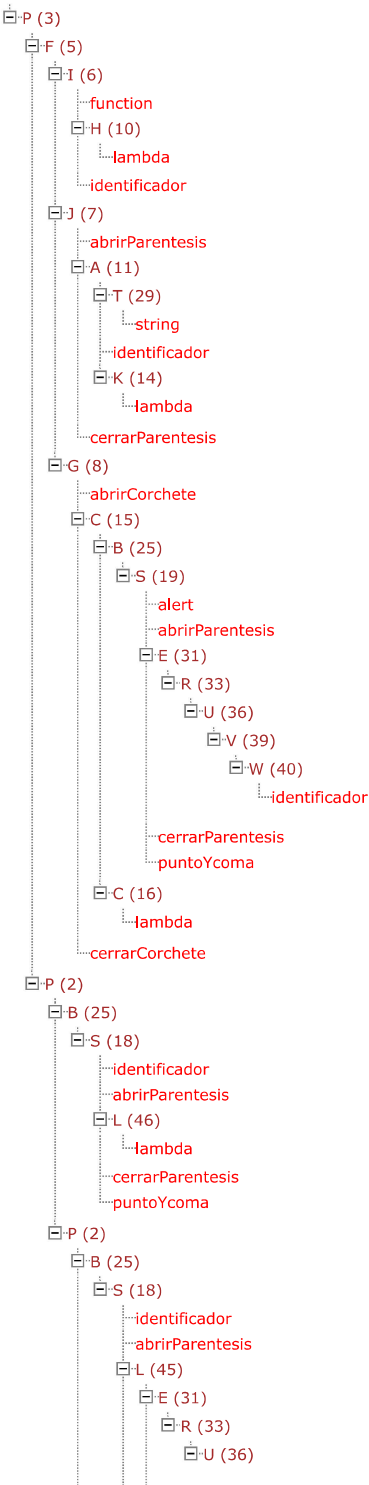 P (3)
F (5)
I (6)
function
H (10)
lambda
identificador
J (7)
abrirParentesis
A (11)
T (29)
string
identificador
K (14)
lambda
cerrarParentesis
G (8)
abrirCorchete
C (15)
B (25)
S (19)
alert
abrirParentesis
E (31)
R (33)
U (36)
V (39)
W (40)
identificador
cerrarParentesis
puntoYcoma
C (16)
lambda
cerrarCorchete
P (2)
B (25)
S (18)
identificador
abrirParentesis
L (46)
lambda
cerrarParentesis
puntoYcoma
P (2)
B (25)
S (18)
identificador
abrirParentesis
L (45)
E (31)
R (33)
U (36)